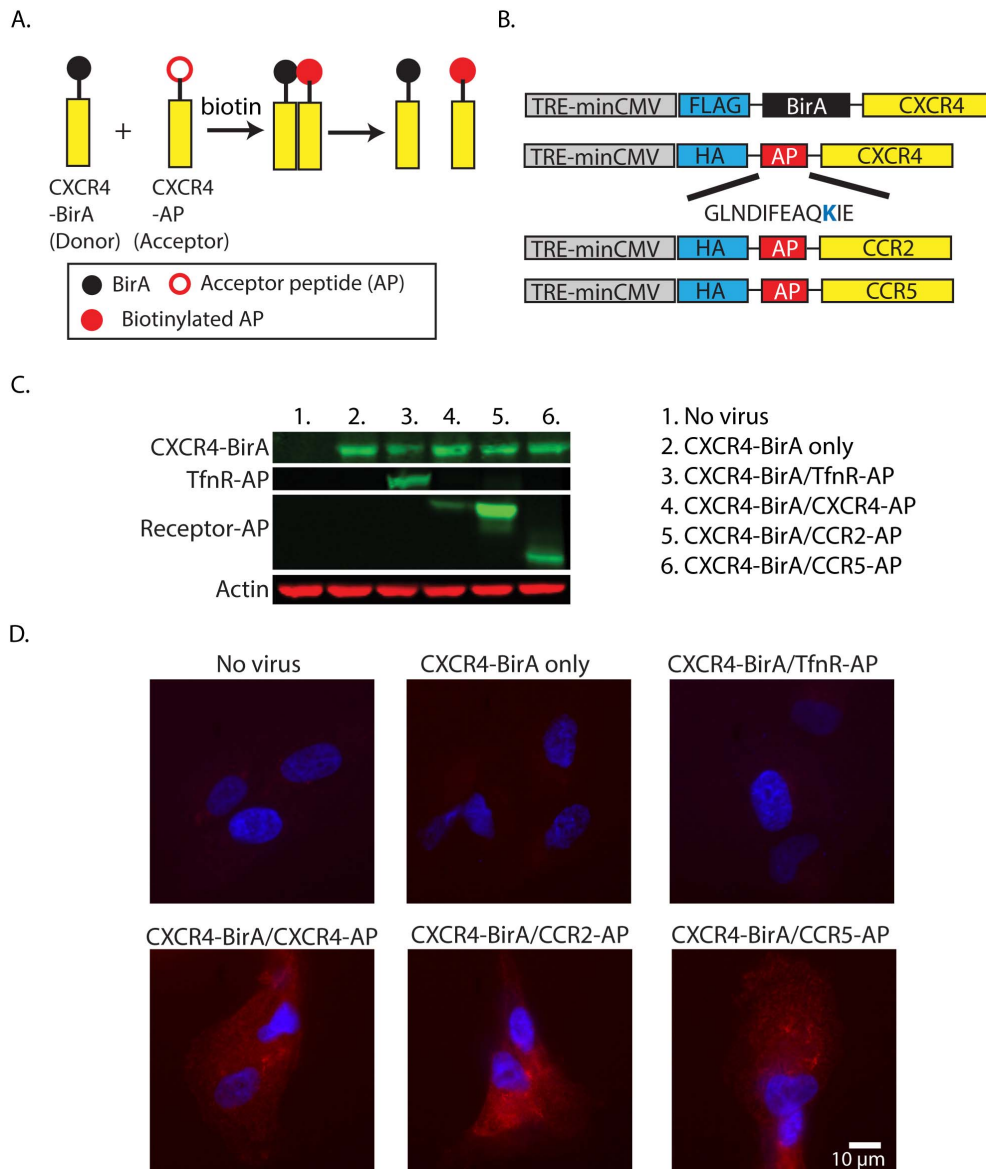 A.
biotin
+
CXCR4
-BirA
(Donor)
CXCR4
-AP
(Acceptor)
BirA
Acceptor peptide (AP)
Biotinylated AP
B.
TRE-minCMV FLAG BirA CXCR4
TRE-minCMV HA AP CXCR4
GLNDIFEAQKIE
TRE-minCMV HA AP CCR2
TRE-minCMV HA AP CCR5
C.
1. 2. 3. 4. 5. 6.
CXCR4-BirA
TfnR-AP
Receptor-AP
Actin
1. No virus
2. CXCR4-BirA only
3. CXCR4-BirA/TfnR-AP
4. CXCR4-BirA/CXCR4-AP
5. CXCR4-BirA/CCR2-AP
6. CXCR4-BirA/CCR5-AP
D.
No virus
CXCR4-BirA only
CXCR4-BirA/TfnR-AP
CXCR4-BirA/CXCR4-AP
CXCR4-BirA/CCR2-AP
CXCR4-BirA/CCR5-AP
10 µm